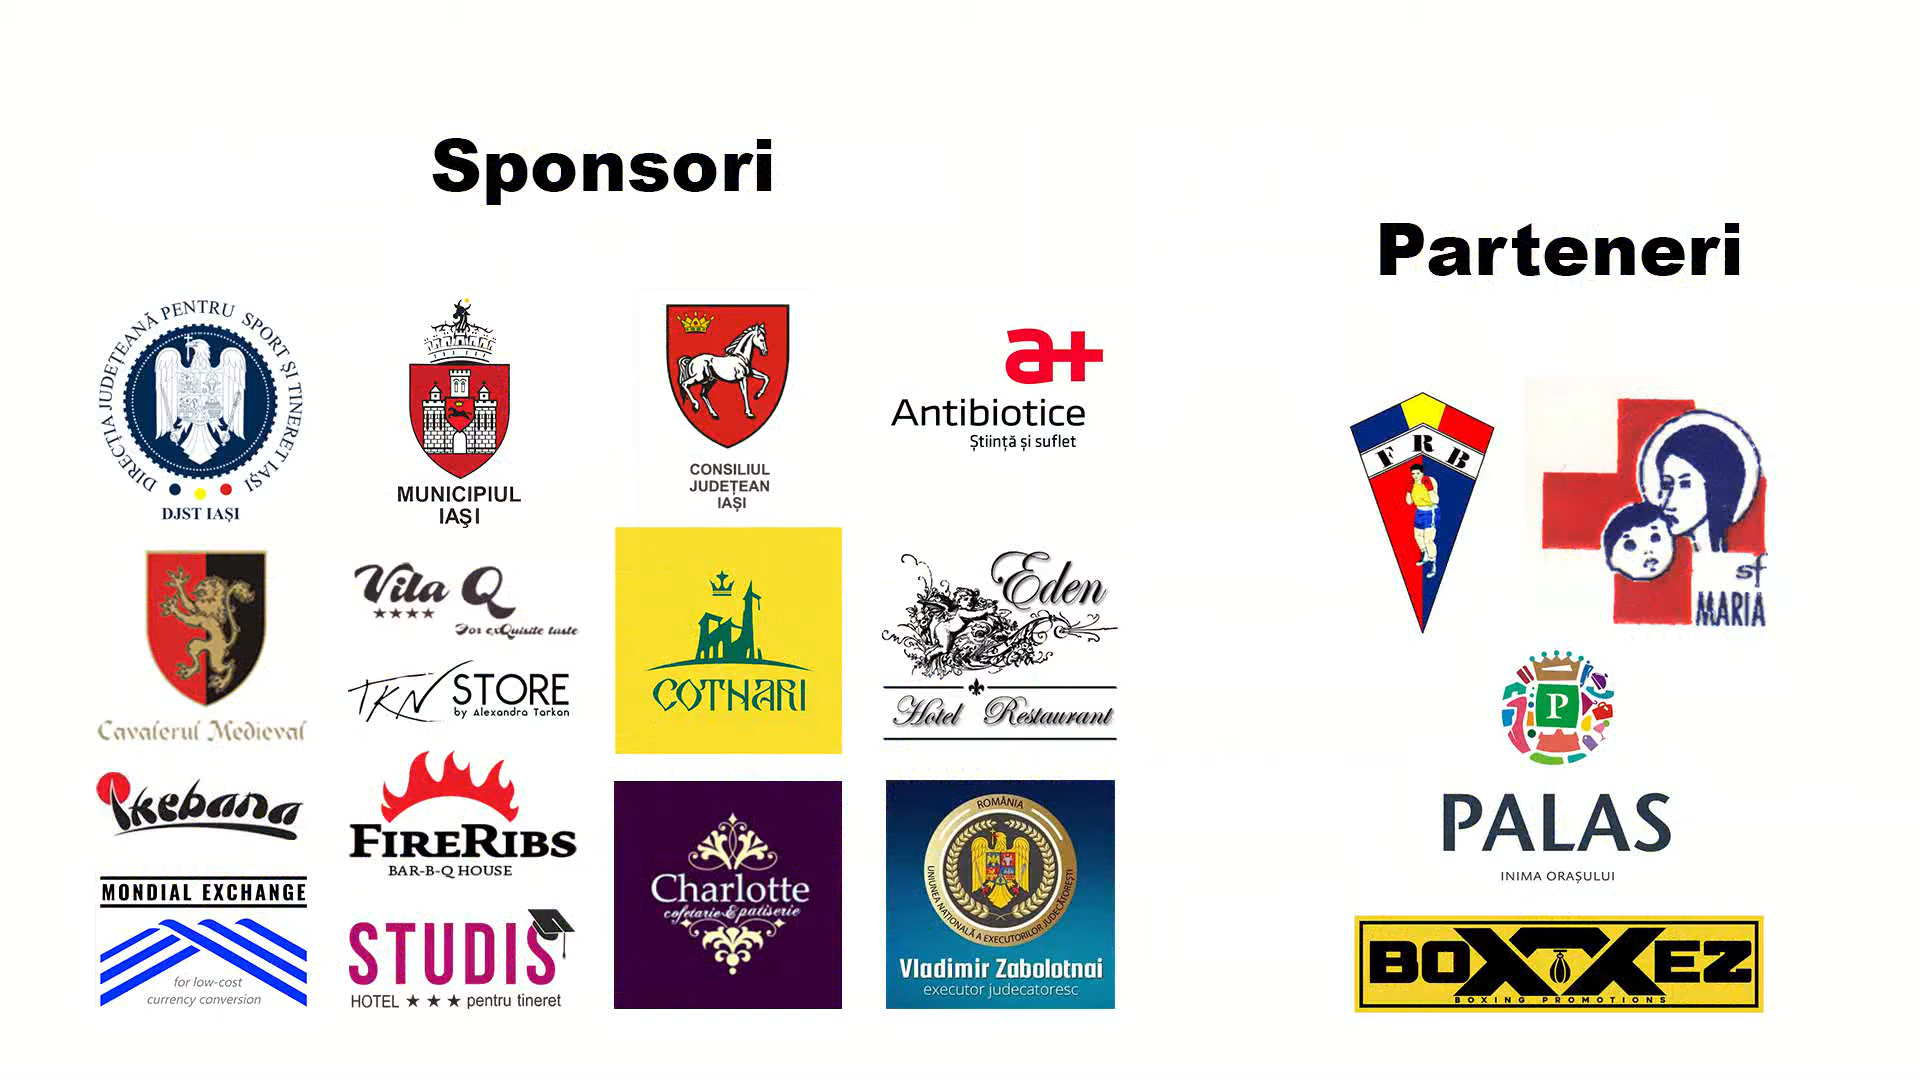 Sponsori
Parteneri
DIRECȚIA JUDEȚEANĂ PENTRU SPORT ȘI TINERET IAȘI
DJST IAȘI
MUNICIPIUL
IAŞI
CONSILIUL
JUDEȚEAN
IAȘI
a+
Antibiotice
Știință și suflet
Cavalerul Medieval
Vila Q
For exQuisite taste
TKN STORE
by Alexandra Tarkan
COTNARI
Eden
Hotel Restaurant
Ikebana
FIRERIBS
BAR-B-Q HOUSE
Charlotte
cofetarie & patiserie
ROMÂNIA
UNIUNEA NAȚIONALĂ A EXECUTORILOR JUDECĂTOREȘTI
Vladimir Zabolotnai
executor judecatoresc
MONDIAL EXCHANGE
for low-cost
currency conversion
STUDIS
HOTEL ★ ★ ★ pentru tineret
FRB
sf
MARIA
P
PALAS
INIMA ORAȘULUI
BOXXEZ
BOXING PROMOTIONS